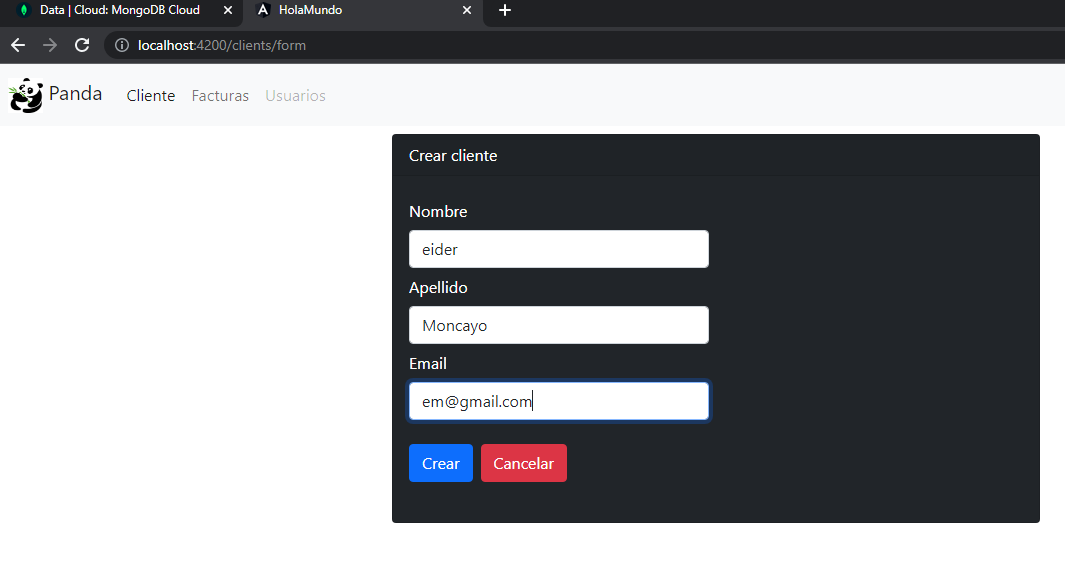 Data | Cloud: MongoDB Cloud
HolaMundo
localhost:4200/clients/form
Panda Cliente Facturas Usuarios
Crear cliente
Nombre
eider
Apellido
Moncayo
Email
em@gmail.com
Crear Cancelar